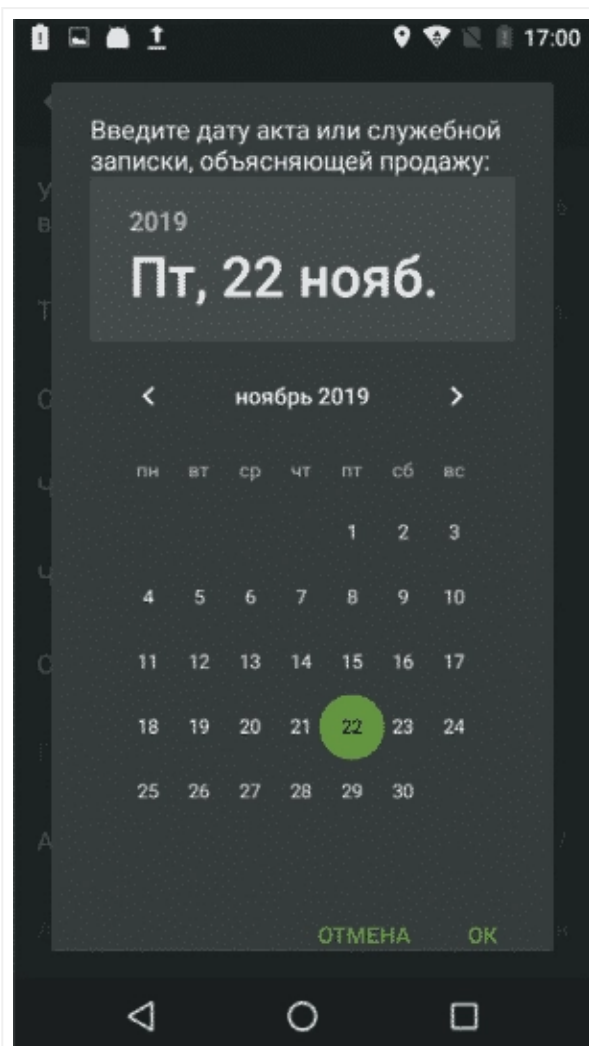 17:00
Введите дату акта или служебной
записки, объясняющей продажу:
2019
Пт, 22 нояб.
ноябрь 2019
пн вт ср чт пт сб вс
1 2 3
4 5 6 7 8 9 10
11 12 13 14 15 16 17
18 19 20 21 22 23 24
25 26 27 28 29 30
ОТМЕНА ОК